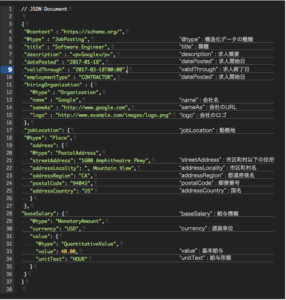 // JSON Document
{
"@context" : "https://schema.org/",
"@type" : "JobPosting", "@type" : 構造化データの種類
"title" : "Software Engineer", "title" : 職種
"description" : "<p>Google</p>", "description" : 求人概要
"datePosted" : "2017-01-18", "datePosted" : 求人開始日
"validThrough" : "2017-03-18T00:00", "validThrough" : 求人終了日
"employmentType" : "CONTRACTOR", "datePosted" : 求人開始日
"hiringOrganization" : {
"@type" : "Organization",
"name" : "Google", "name" : 会社名
"sameAs" : "http://www.google.com", "sameAs" : 会社のURL
"logo" : "http://www.example.com/images/logo.png" "logo" : 会社のロゴ
},
"jobLocation": { "jobLocation" : 勤務地
"@type": "Place",
"address": {
"@type": "PostalAddress",
"streetAddress": "1600 Amphitheatre Pkwy", "streetAddress" : 市区町村以下の住所
"addressLocality": ", Mountain View", "addressLocality" : 市区町村名
"addressRegion": "CA", "addressRegion" : 都道府県名
"postalCode": "94043", "postalCode" : 郵便番号
"addressCountry": "US" "addressCountry" : 国名
}
},
"baseSalary": { "baseSalary" : 給与情報
"@type": "MonetaryAmount",
"currency": "USD", "currency" : 通貨単位
"value": {
"@type": "QuantitativeValue",
"value": 40.00, "value" : 基本給与
"unitText": "HOUR" "unitText" : 給与形態
}
}
}